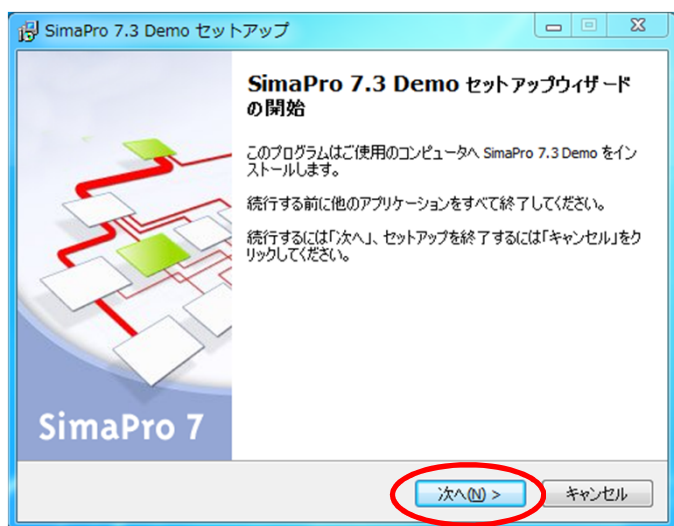 SimaPro 7.3 Demo セットアップ
SimaPro 7.3 Demo セットアップウィザード
の開始
このプログラムはご使用のコンピュータへ SimaPro 7.3 Demo をイン
ストールします。
続行する前に他のアプリケーションをすべて終了してください。
続行するには「次へ」、セットアップを終了するには「キャンセル」をク
リックしてください。
SimaPro 7
次へ(N) >
キャンセル